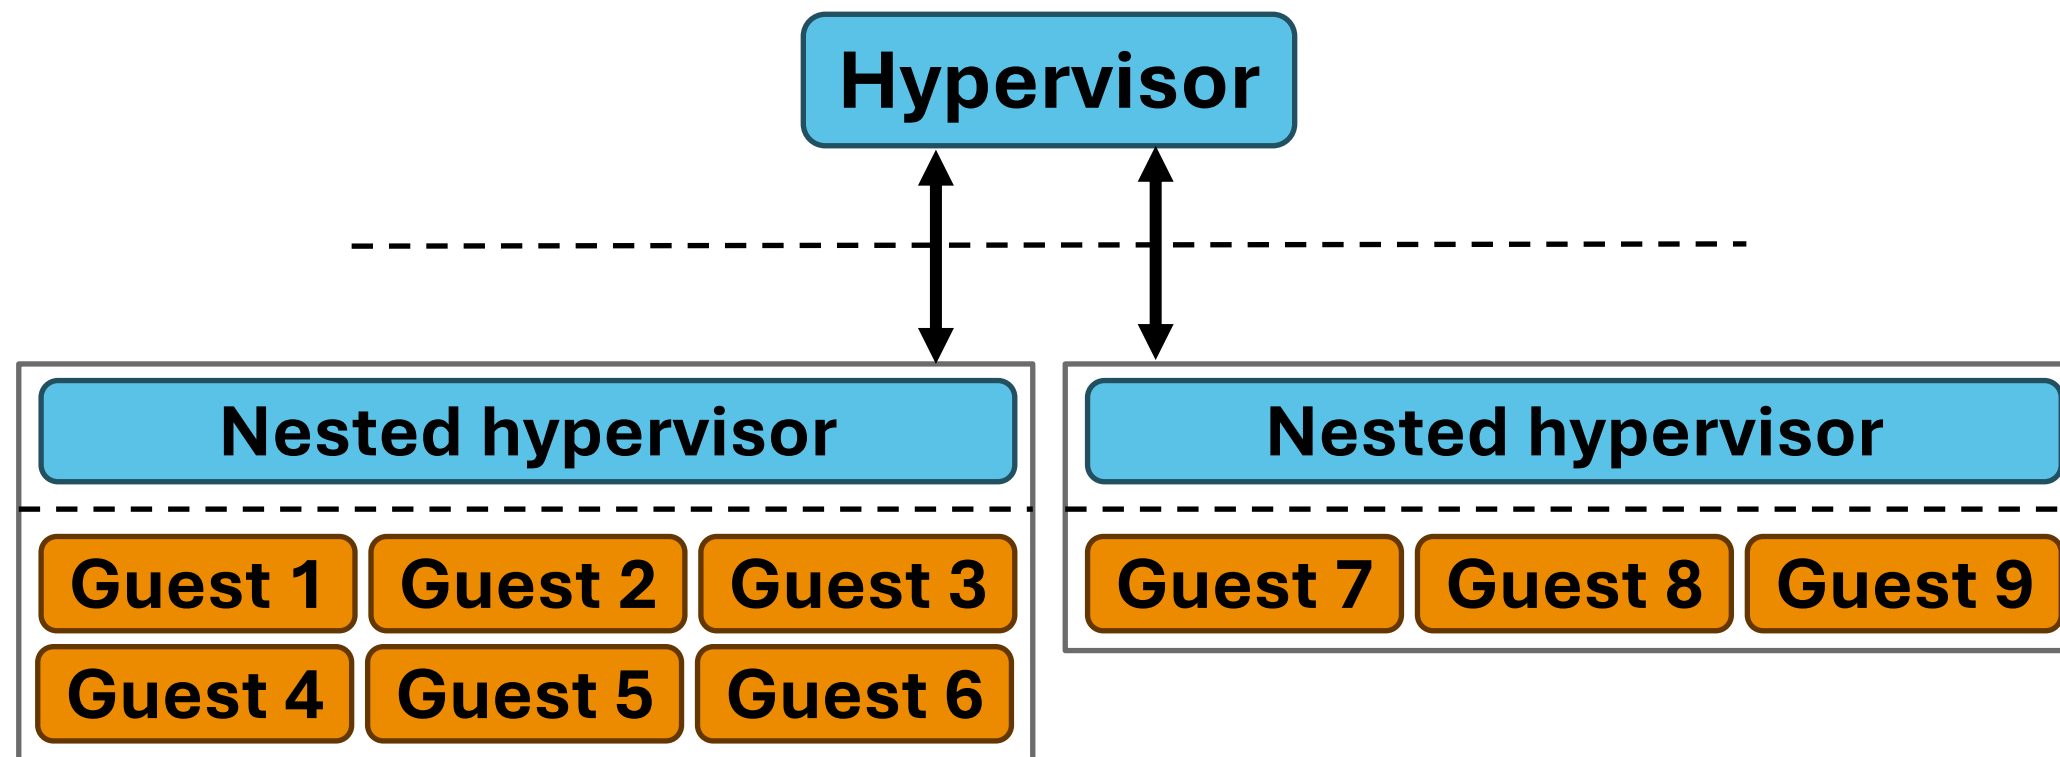 Hypervisor
Nested hypervisor
Guest 1 Guest 2 Guest 3
Guest 4 Guest 5 Guest 6
Nested hypervisor
Guest 7 Guest 8 Guest 9